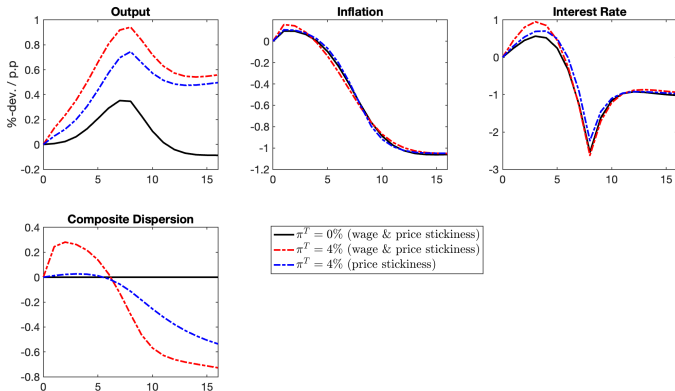 Output
%-dev. / p.p
1
0.8
0.6
0.4
0.2
0
-0.2
0 5 10 15
Inflation
0.2
0
-0.2
-0.4
-0.6
-0.8
-1
-1.2
0 5 10 15
Interest Rate
1
0
-1
-2
-3
0 5 10 15
Composite Dispersion
0.4
0.2
0
-0.2
-0.4
-0.6
-0.8
0 5 10 15
π^T = 0% (wage & price stickiness)
π^T = 4% (wage & price stickiness)
π^T = 4% (price stickiness)